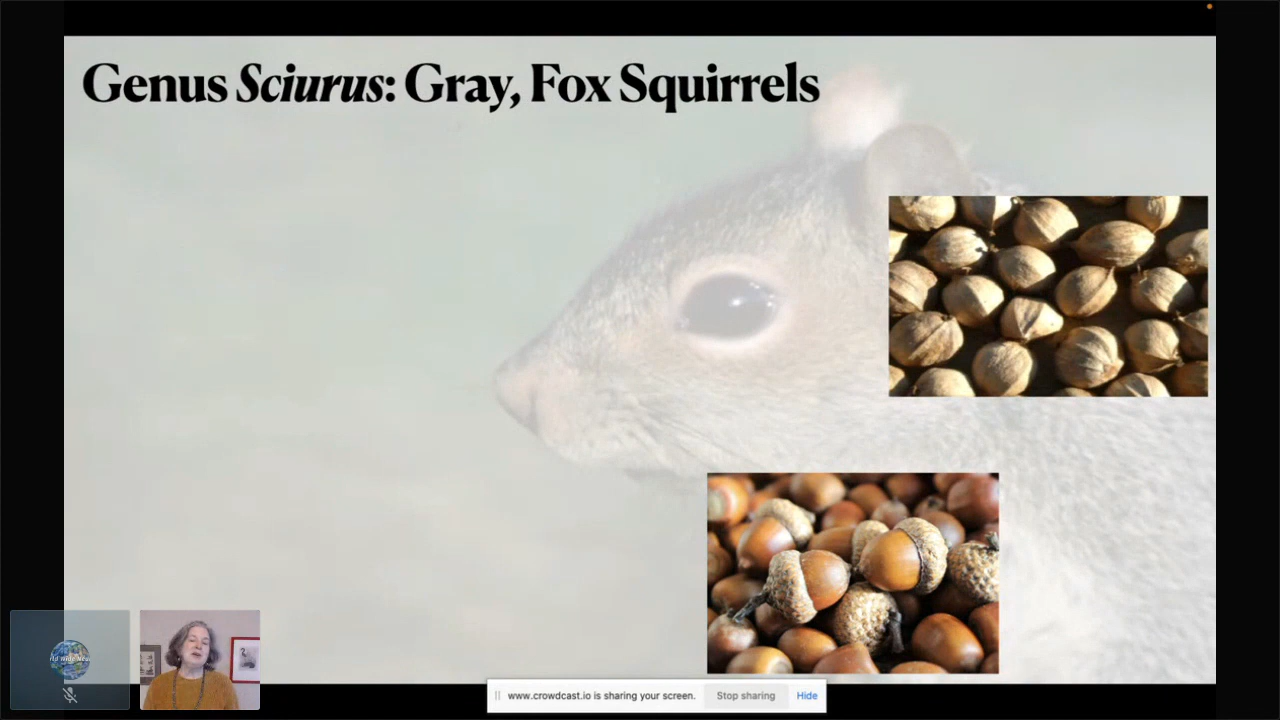 Genus Sciurus: Gray, Fox Squirrels
www.crowdcast.io is sharing your screen.
Stop sharing
Hide